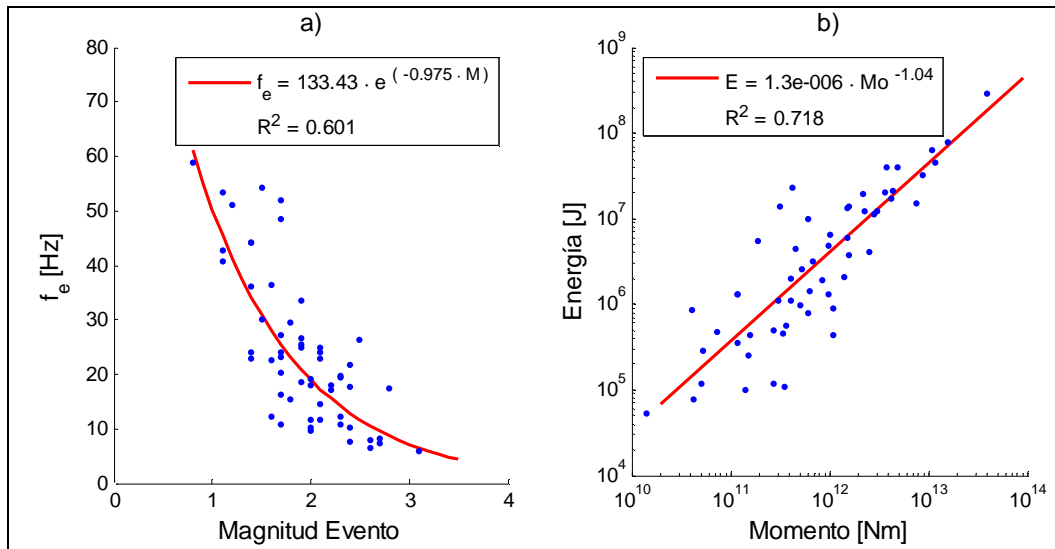 a)
f_e = 133.43 · e^( -0.975 · M)
R^2 = 0.601
80
70
60
50
40
30
20
10
0
f_e [Hz]
0 1 2 3 4
Magnitud Evento
b)
E = 1.3e-006 · Mo^-1.04
R^2 = 0.718
10^9
10^8
10^7
10^6
10^5
10^4
Energía [J]
10^10 10^11 10^12 10^13 10^14
Momento [Nm]